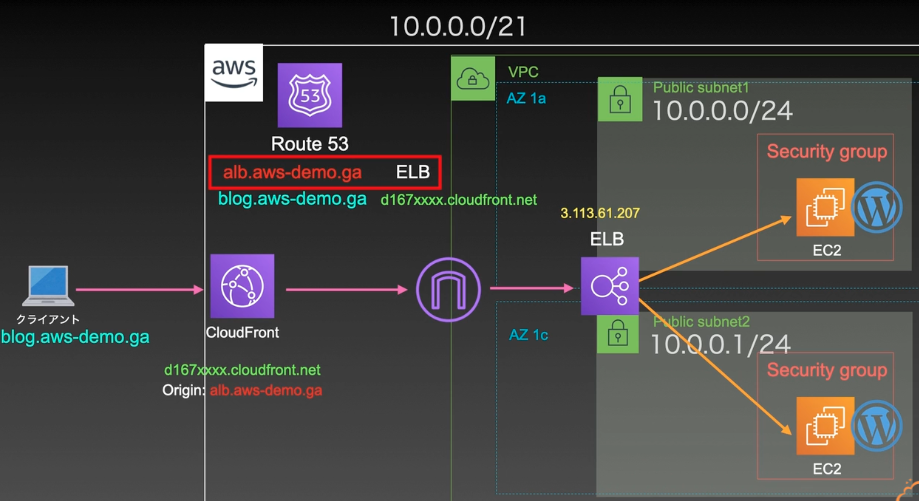 10.0.0.0/21
aws
53
Route 53
alb.aws-demo.ga ELB
blog.aws-demo.ga d167xxxx.cloudfront.net
VPC
AZ 1a
Public subnet1
10.0.0.0/24
Security group
EC2
3.113.61.207
ELB
クライアント
blog.aws-demo.ga
CloudFront
d167xxxx.cloudfront.net
Origin: alb.aws-demo.ga
AZ 1c
Public subnet2
10.0.0.1/24
Security group
EC2